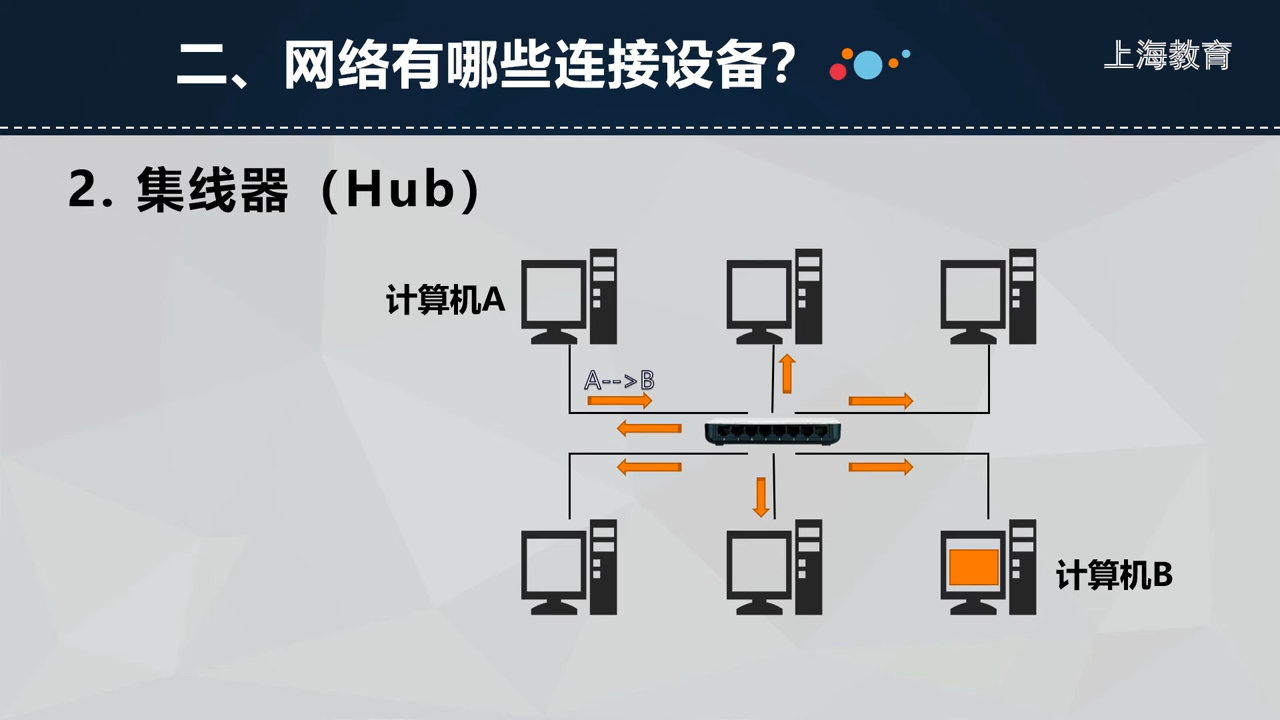 二、网络有哪些连接设备？
上海教育
2. 集线器（Hub）
计算机A
A-->B
计算机B